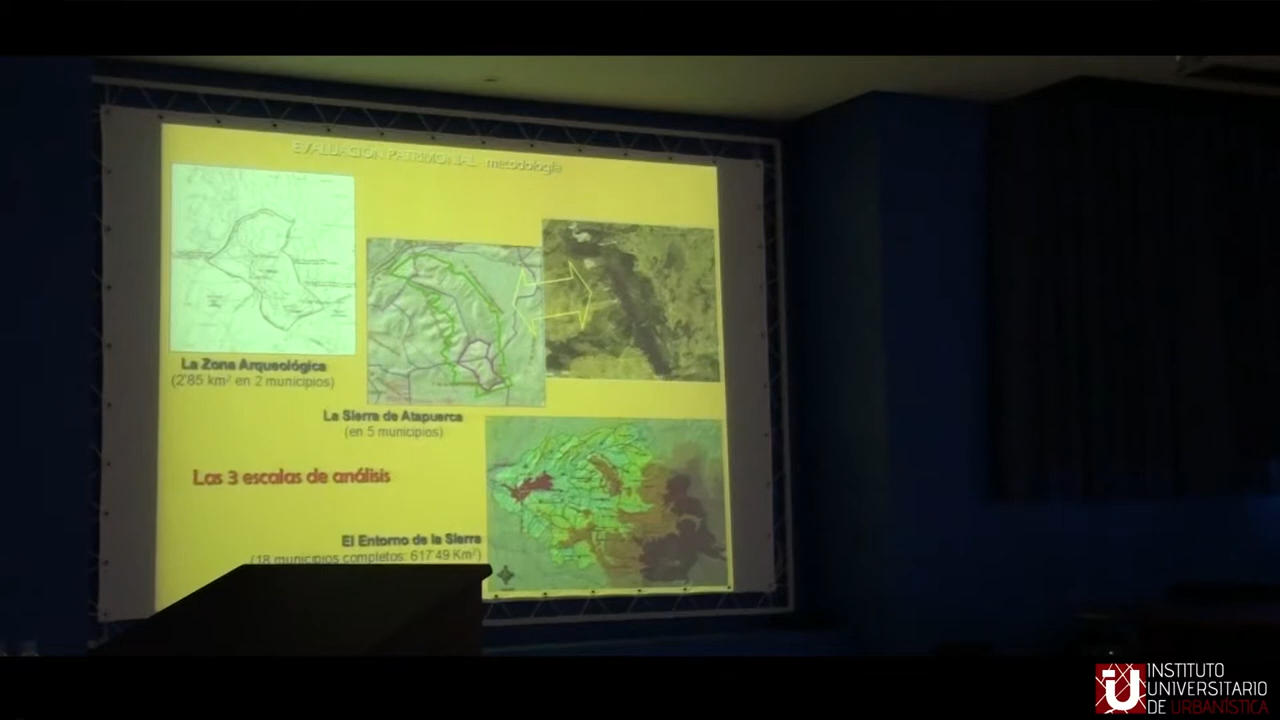 EVALUACIÓN PATRIMONIAL metodología
La Zona Arqueológica
(2'85 km² en 2 municipios)
La Sierra de Atapuerca
(en 5 municipios)
Las 3 escalas de análisis
El Entorno de la Sierra
(18 municipios completos: 617'49 Km²)
INSTITUTO
UNIVERSITARIO
DE URBANÍSTICA